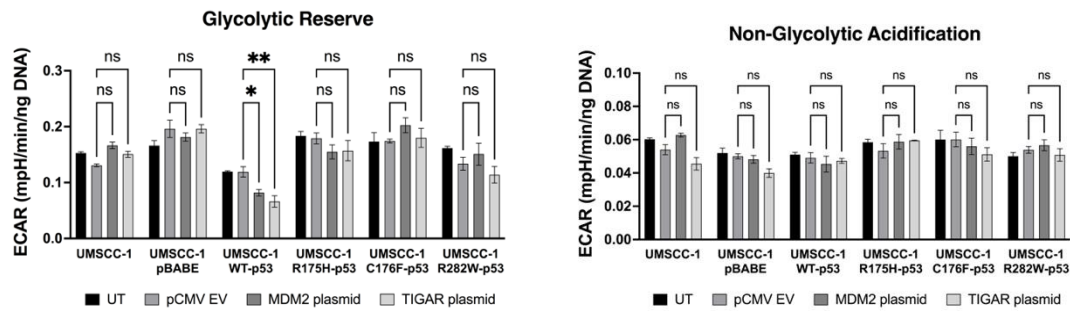 Glycolytic Reserve
ECAR (mpH/min/ng DNA)
0.3
0.2
0.1
0.0
ns
ns
ns
ns
**
*
ns
ns
ns
ns
ns
ns
UMSCC-1
UMSCC-1 pBABE
UMSCC-1 WT-p53
UMSCC-1 R175H-p53
UMSCC-1 C176F-p53
UMSCC-1 R282W-p53
UT pCMV EV MDM2 plasmid TIGAR plasmid
Non-Glycolytic Acidification
ECAR (mpH/min/ng DNA)
0.10
0.08
0.06
0.04
0.02
0.00
ns
ns
ns
ns
ns
ns
ns
ns
ns
ns
ns
ns
UMSCC-1
UMSCC-1 pBABE
UMSCC-1 WT-p53
UMSCC-1 R175H-p53
UMSCC-1 C176F-p53
UMSCC-1 R282W-p53
UT pCMV EV MDM2 plasmid TIGAR plasmid